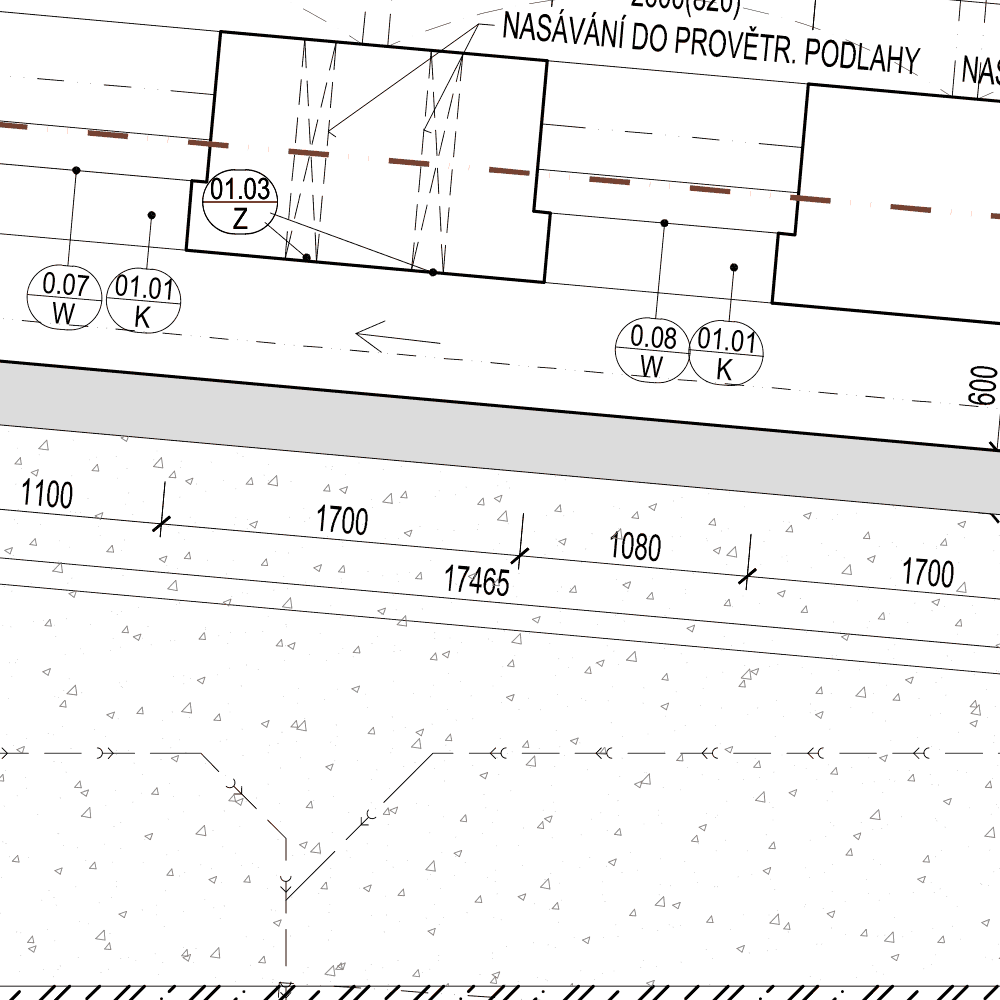 NASÁVÁNÍ DO PROVĚTR. PODLAHY
01.03
Z
0.07
W
01.01
K
0.08
W
01.01
K
600
1100
1700
1080
1700
17465